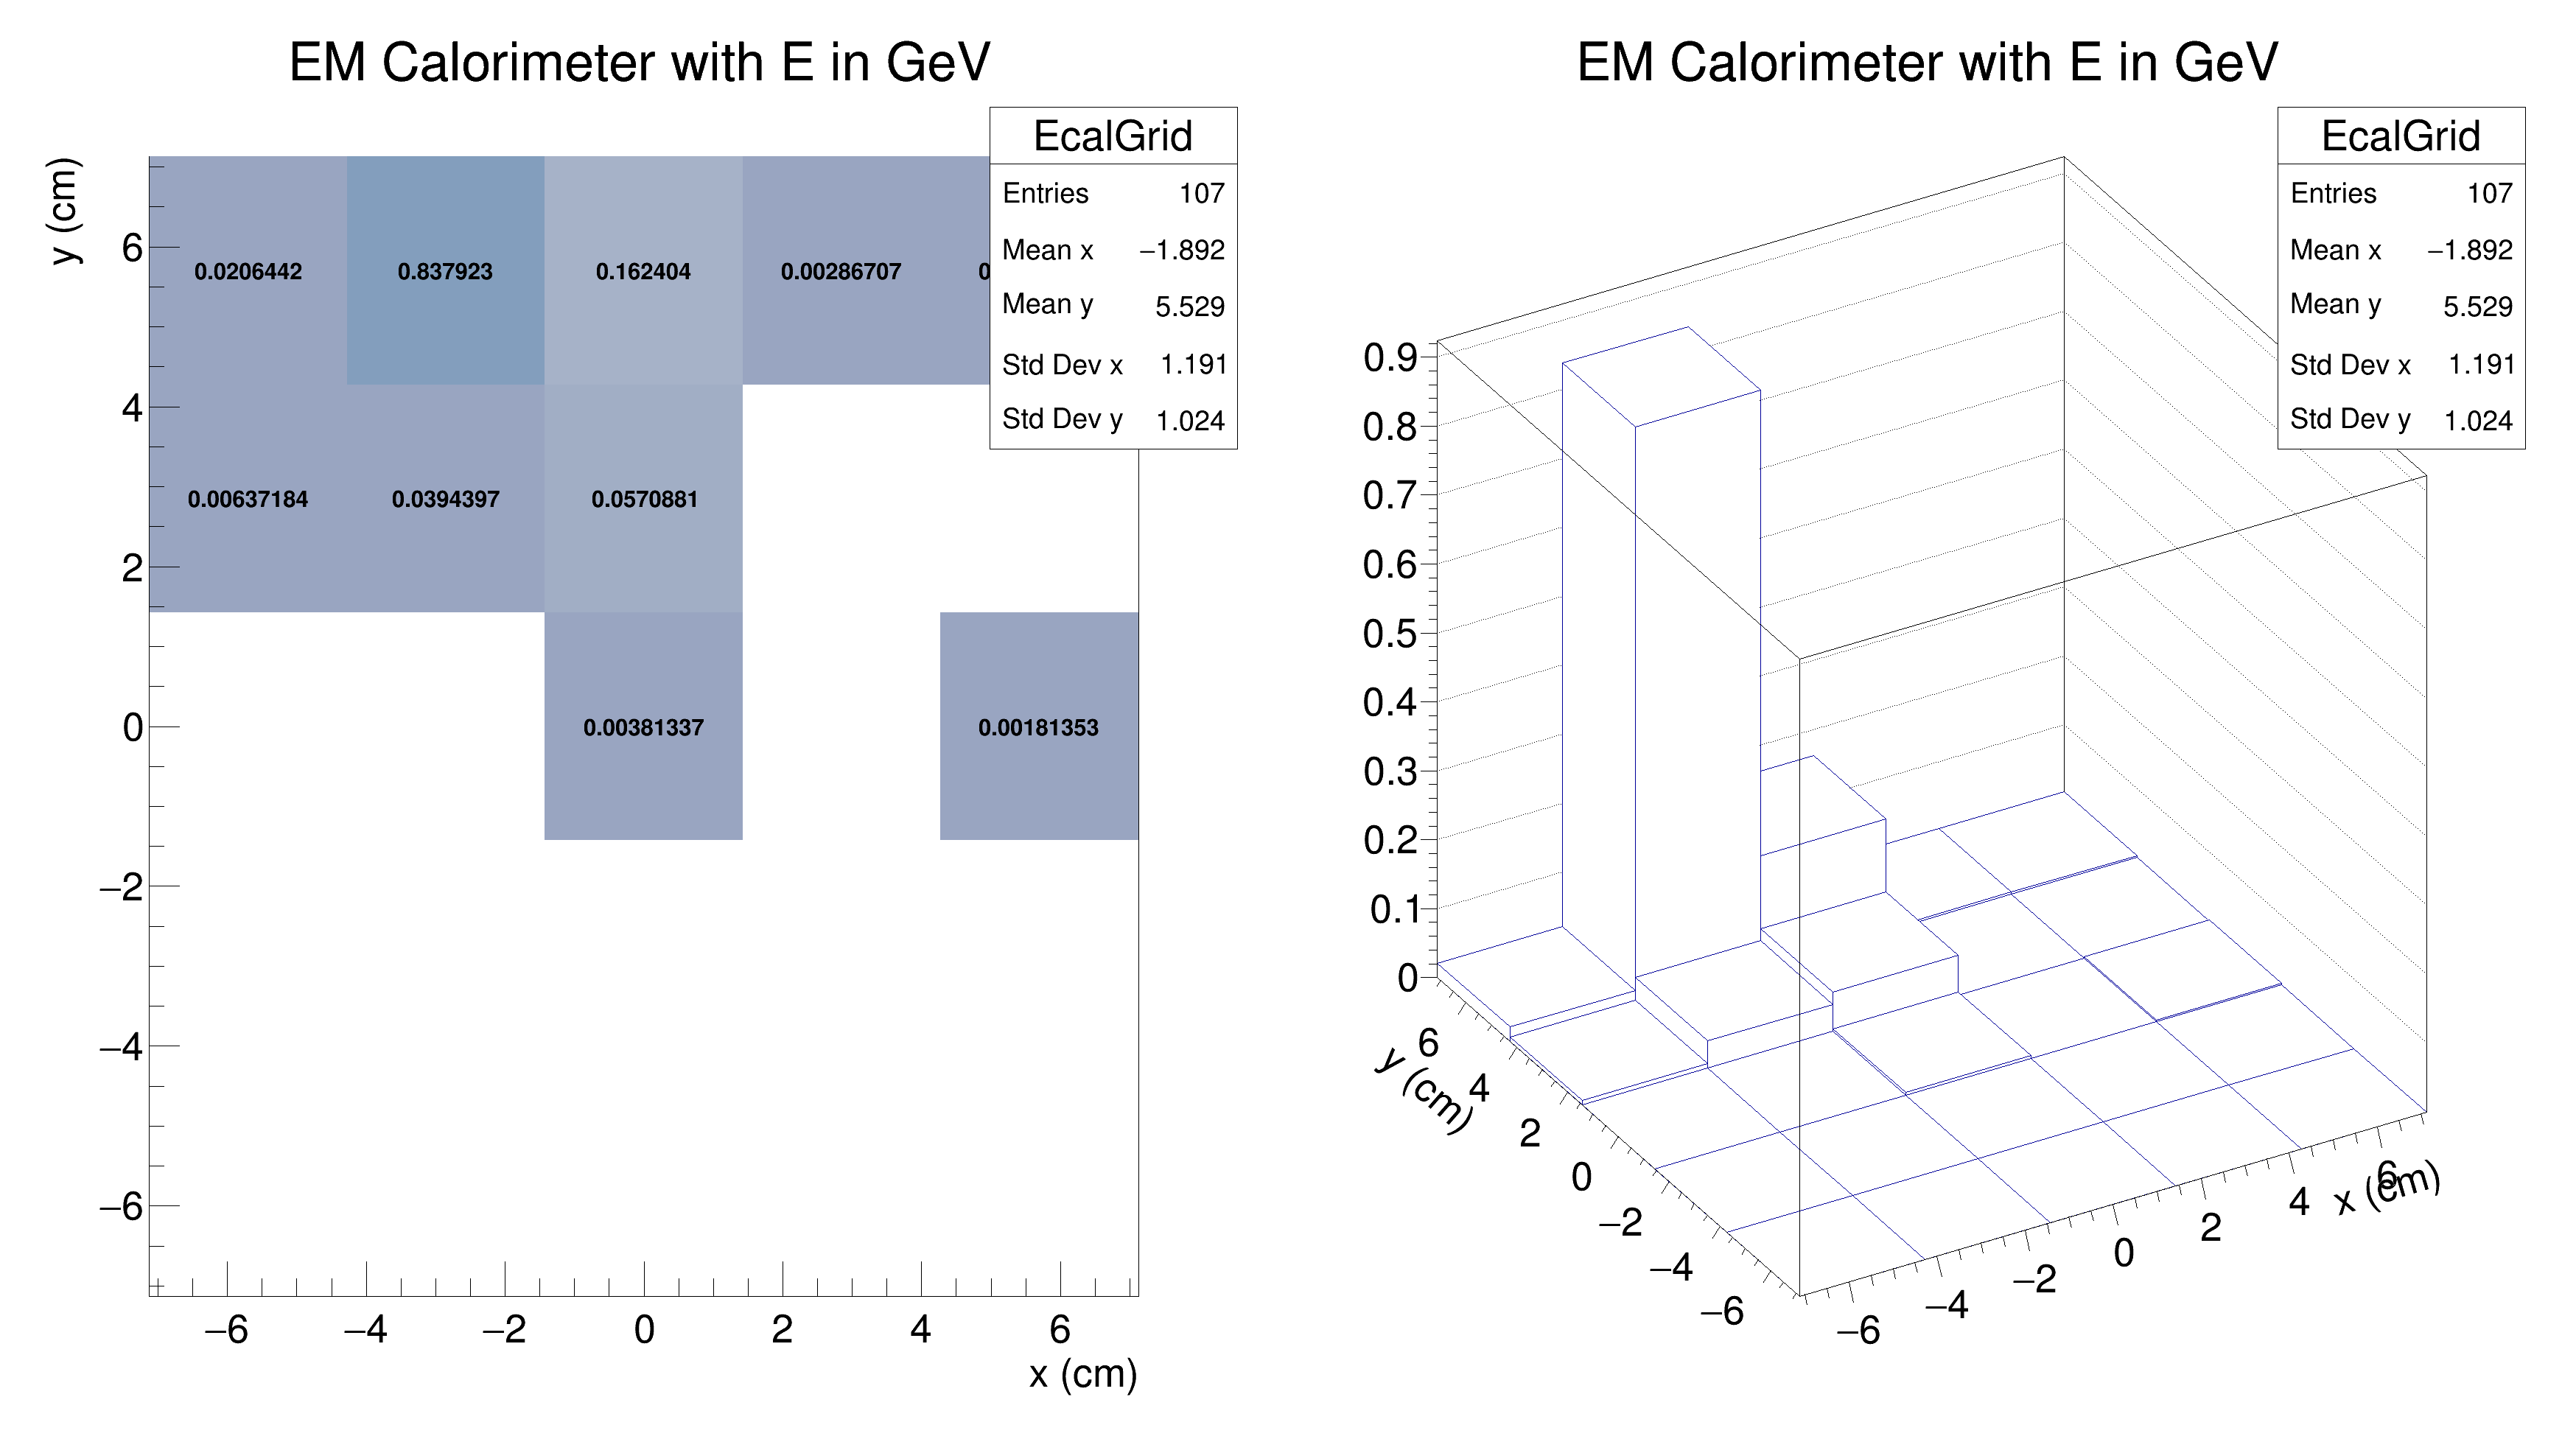 EM Calorimeter with E in GeV
EcalGrid
Entries 107
Mean x −1.892
Mean y 5.529
Std Dev x 1.191
Std Dev y 1.024
y (cm)
6
4
2
0
−2
−4
−6
0.0206442 0.837923 0.162404 0.00286707 0
0.00637184 0.0394397 0.0570881
0.00381337 0.00181353
−6 −4 −2 0 2 4 6
x (cm)
EM Calorimeter with E in GeV
EcalGrid
Entries 107
Mean x −1.892
Mean y 5.529
Std Dev x 1.191
Std Dev y 1.024
0.9
0.8
0.7
0.6
0.5
0.4
0.3
0.2
0.1
0
y (cm)
6
4
2
0
−2
−4
−6
−6
−4
−2
0
2
4
6
x (cm)